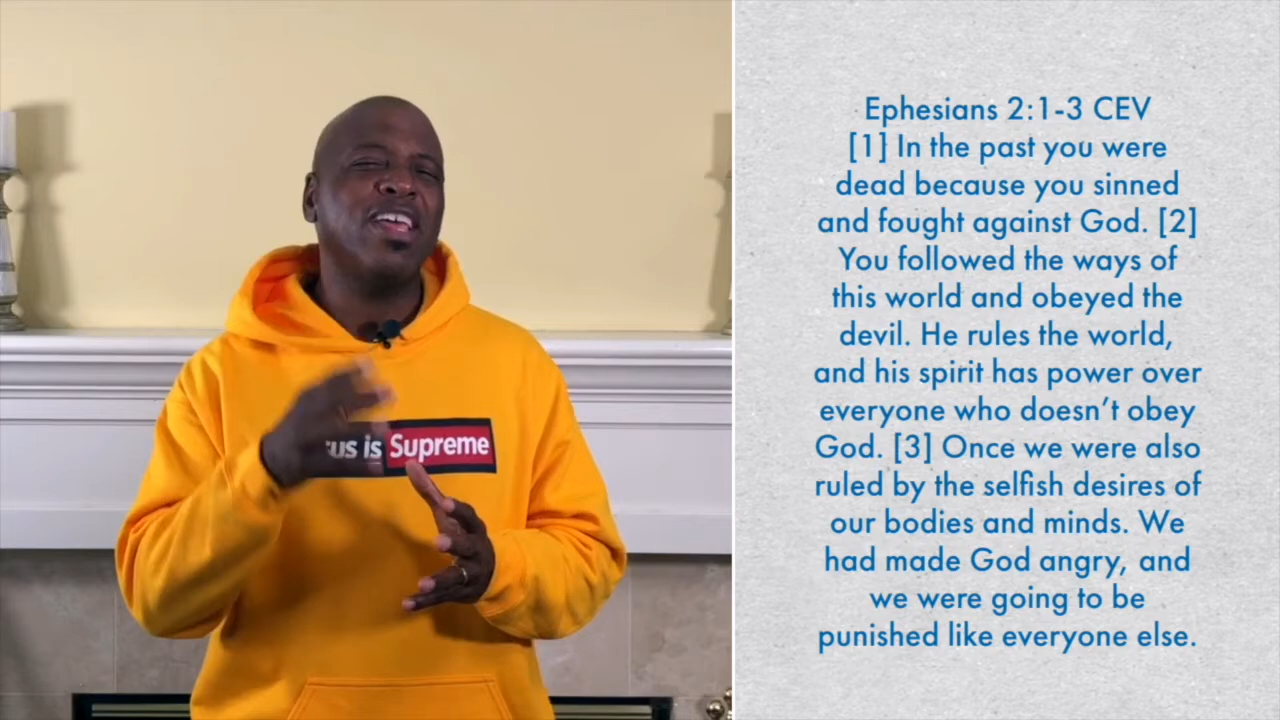 us is Supreme
Ephesians 2:1-3 CEV
[1] In the past you were
dead because you sinned
and fought against God. [2]
You followed the ways of
this world and obeyed the
devil. He rules the world,
and his spirit has power over
everyone who doesn't obey
God. [3] Once we were also
ruled by the selfish desires of
our bodies and minds. We
had made God angry, and
we were going to be
punished like everyone else.